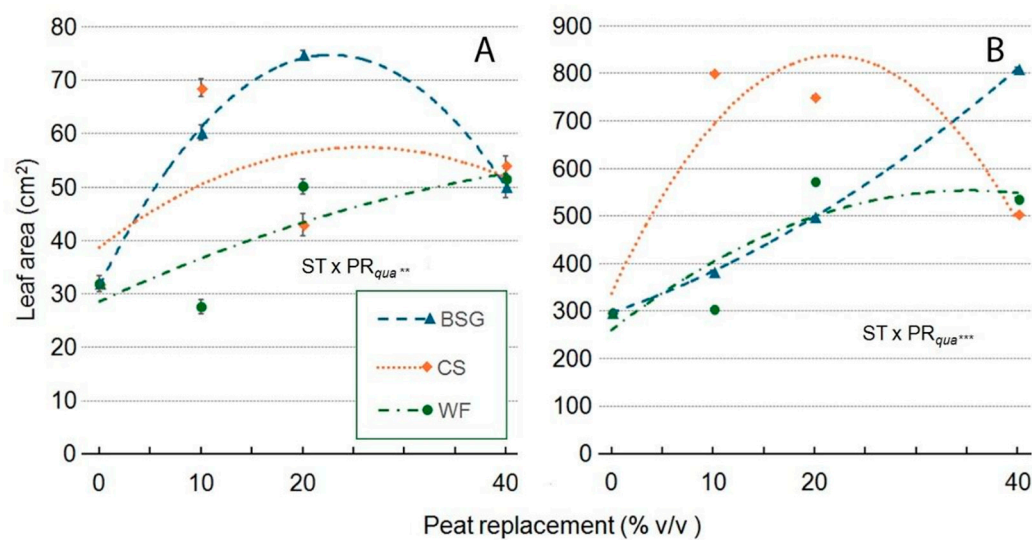 A
B
Leaf area (cm²)
80
70
60
50
40
30
20
10
0
900
800
700
600
500
400
300
200
100
0
ST x PRqua**
ST x PRqua***
BSG
CS
WF
0 10 20 40
0 10 20 40
Peat replacement (% v/v )